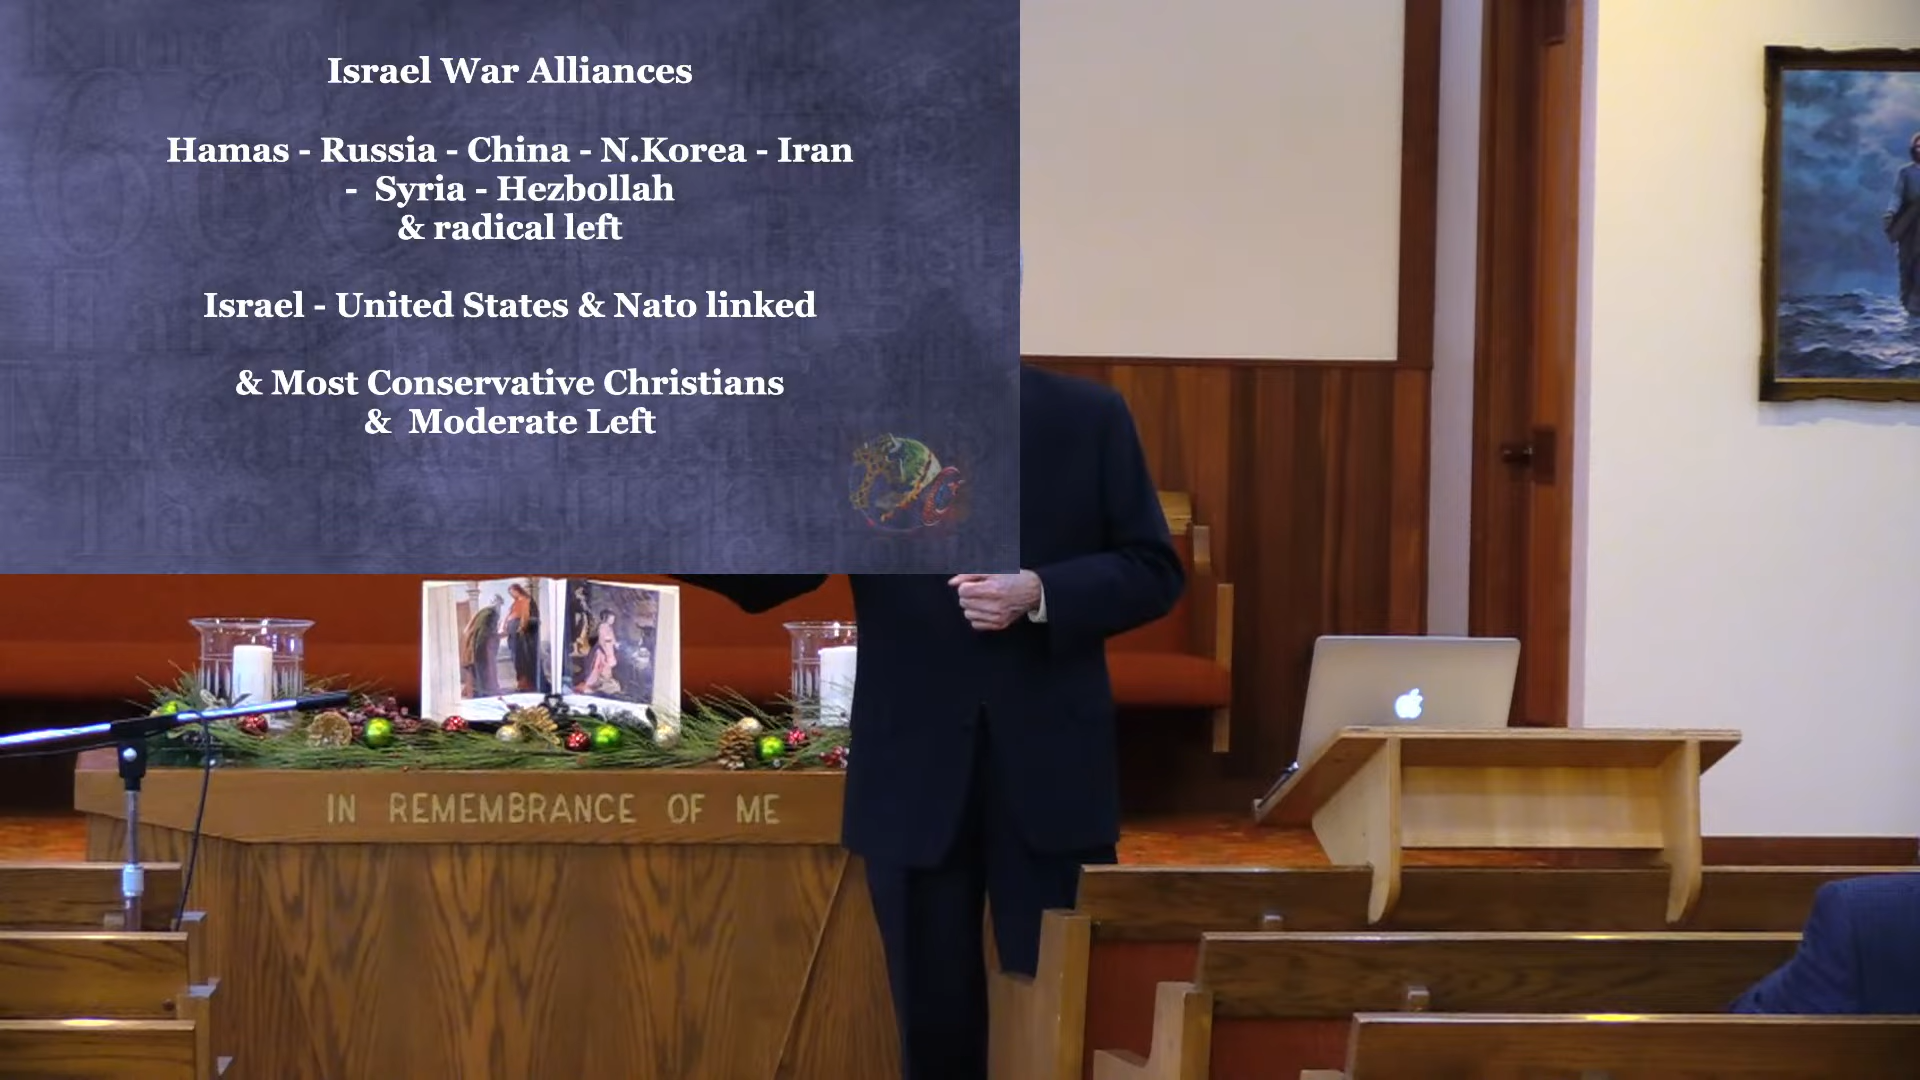 Israel War Alliances
Hamas - Russia - China - N.Korea - Iran
- Syria - Hezbollah
& radical left
Israel - United States & Nato linked
& Most Conservative Christians
& Moderate Left
IN REMEMBRANCE OF ME